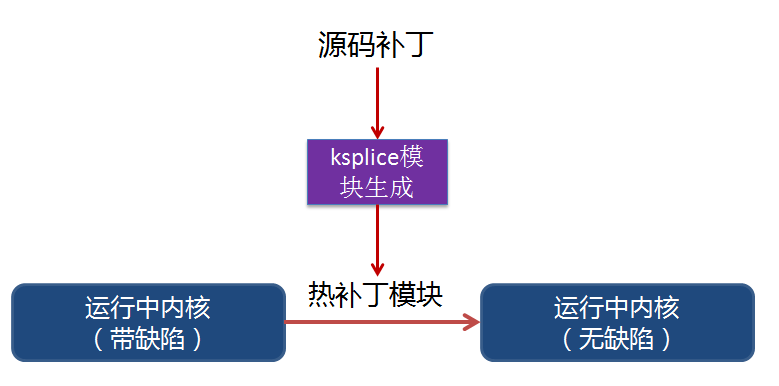 源码补丁
ksplice模
块生成
热补丁模块
运行中内核
（带缺陷）
运行中内核
（无缺陷）